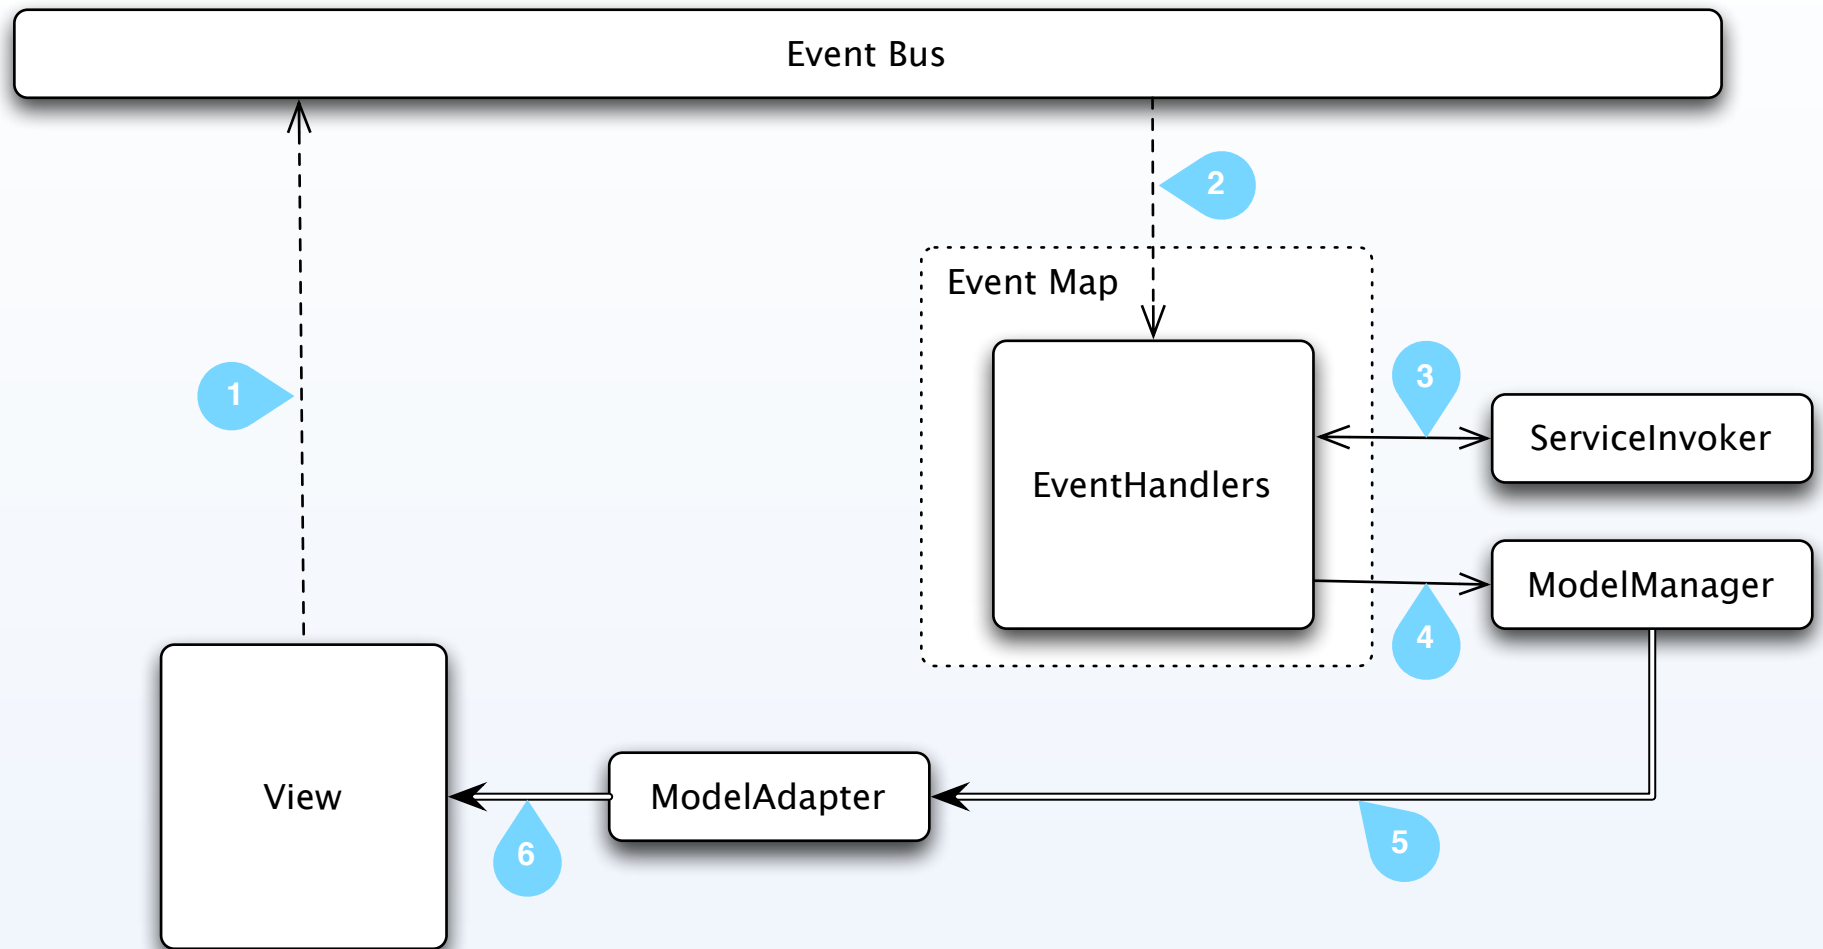 Event Bus
2
Event Map
1
3
ServiceInvoker
EventHandlers
ModelManager
4
View
ModelAdapter
5
6